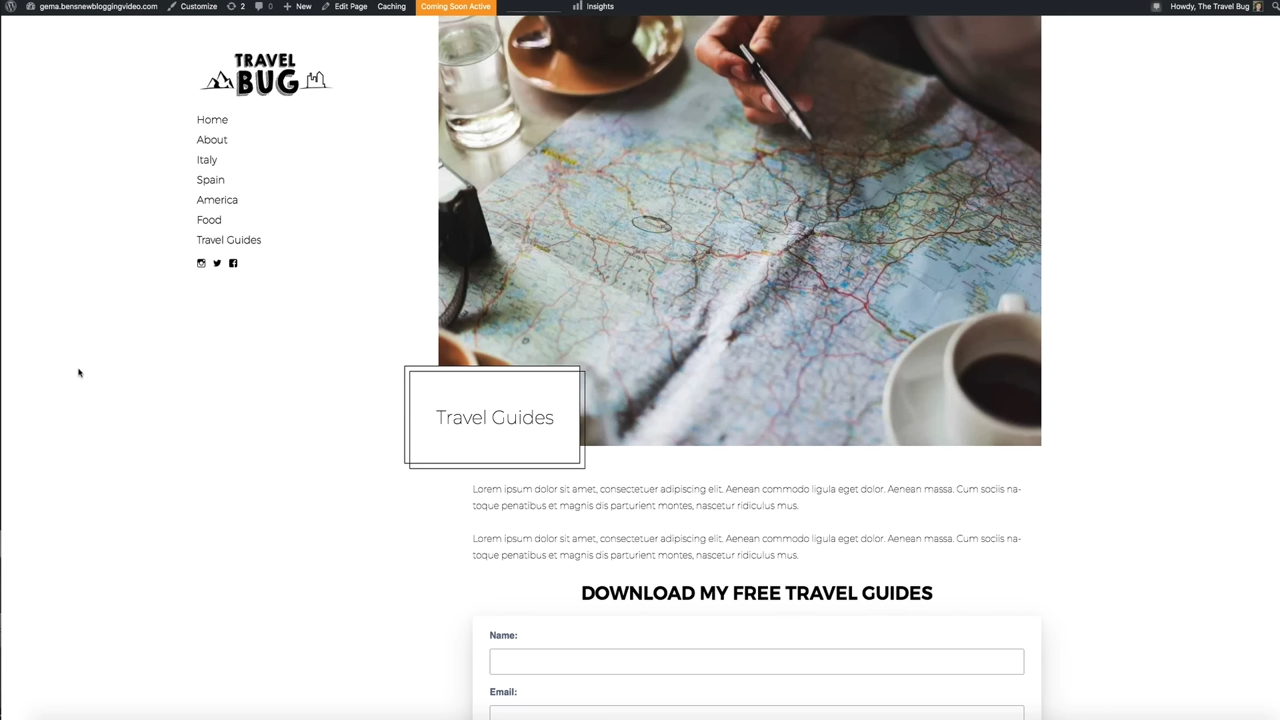 gema.bensnewbloggingvideo.com Customize 2 0 New Edit Page Caching Coming Soon Active Insights Howdy, The Travel Bug
TRAVEL
BUG
Home
About
Italy
Spain
America
Food
Travel Guides
Travel Guides
Lorem ipsum dolor sit amet, consectetuer adipiscing elit. Aenean commodo ligula eget dolor. Aenean massa. Cum sociis na-
toque penatibus et magnis dis parturient montes, nascetur ridiculus mus.
Lorem ipsum dolor sit amet, consectetuer adipiscing elit. Aenean commodo ligula eget dolor. Aenean massa. Cum sociis na-
toque penatibus et magnis dis parturient montes, nascetur ridiculus mus.
DOWNLOAD MY FREE TRAVEL GUIDES
Name:
Email: